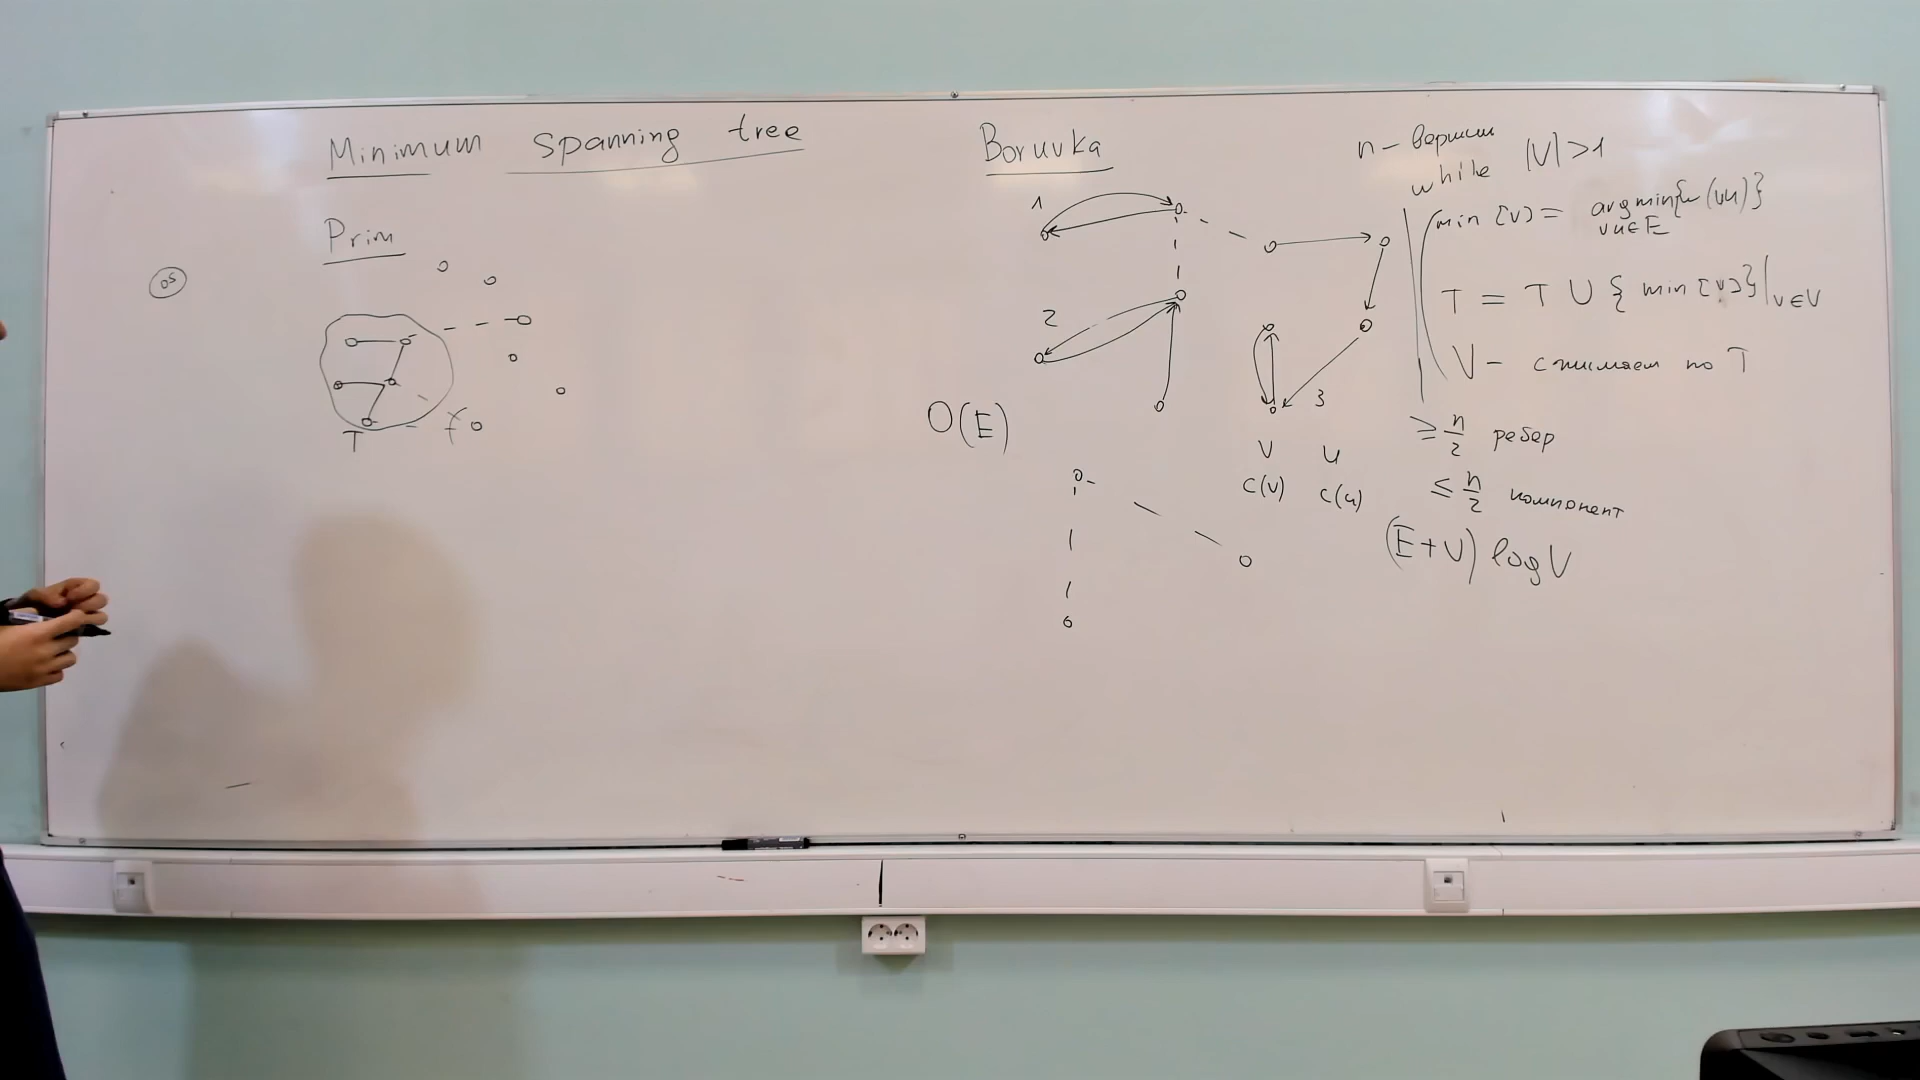 Minimum spanning tree
Prim
os
T
Boruvka
1
2
3
O(E)
V u
c(v) c(u)
n - вершин
while |V| > 1
min[v] = argmin{w(vu)}
vu∈E
T = T ∪ { min[v]}|v∈V
V - сжимаем по T
≥ n/2 ребер
≤ n/2 компонент
(E+V) log V